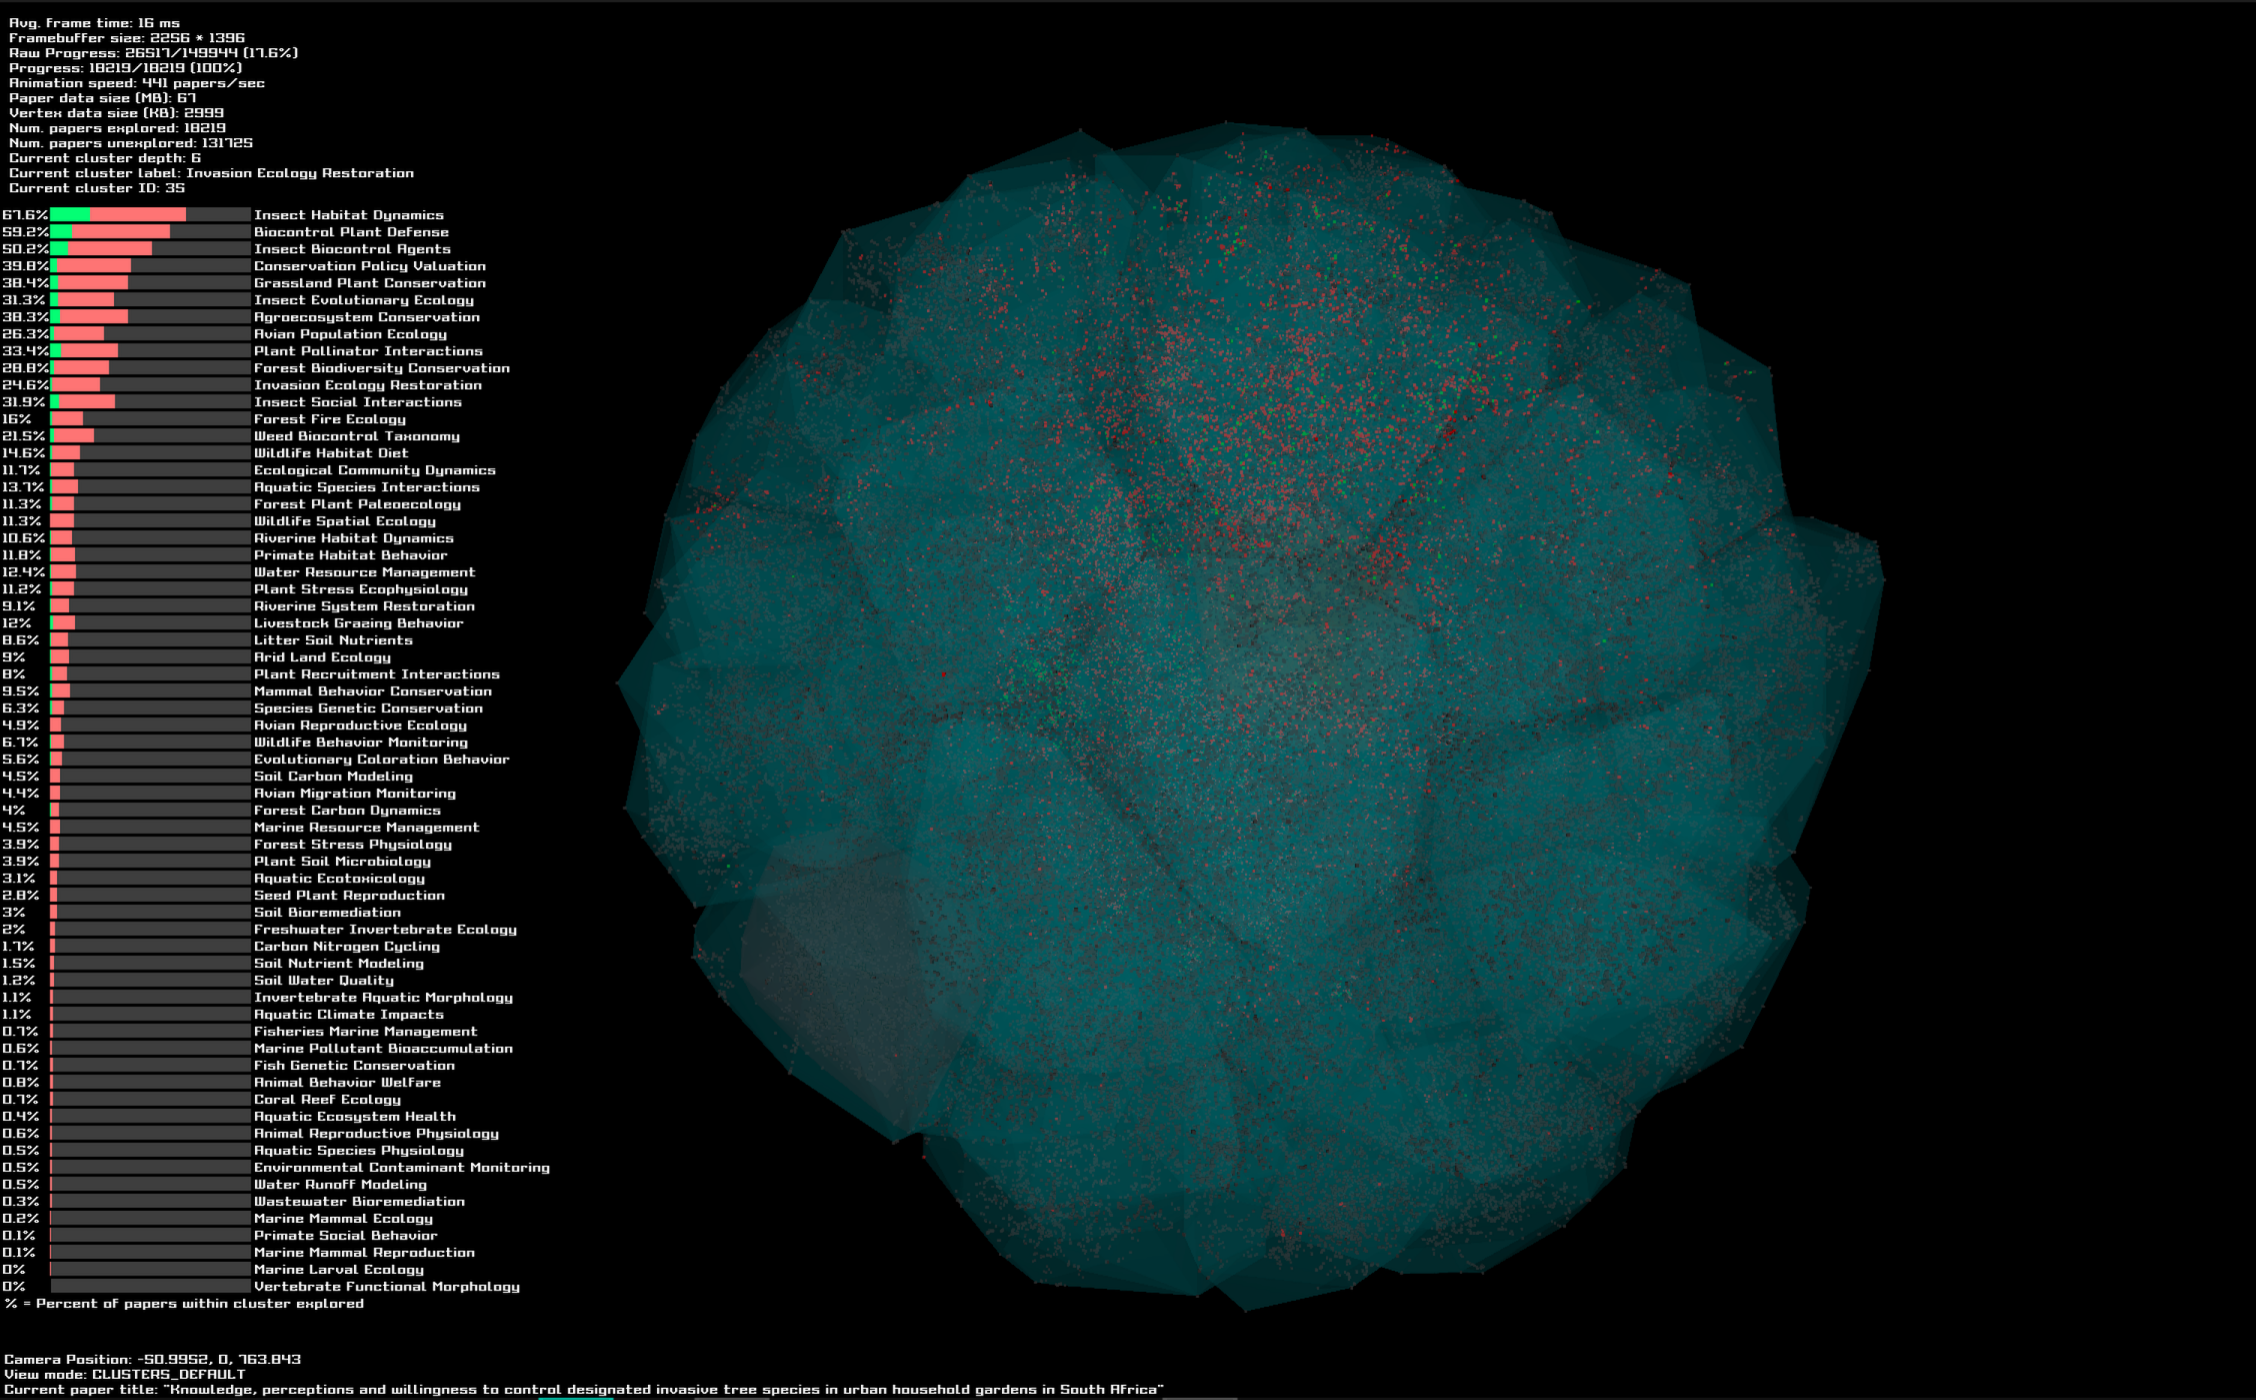 Avg. frame time: 16 ms
Framebuffer size: 2256 * 1396
Raw Progress: 26517/149944 (17.6%)
Progress: 18219/18219 (100%)
Animation speed: 441 papers/sec
Paper data size (MB): 67
Vertex data size (KB): 2999
Num. papers explored: 18219
Num. papers unexplored: 131725
Current cluster depth: 6
Current cluster label: Invasion Ecology Restoration
Current cluster ID: 35
67.6% Insect Habitat Dynamics
59.2% Biocontrol Plant Defense
50.2% Insect Biocontrol Agents
39.8% Conservation Policy Valuation
38.4% Grassland Plant Conservation
31.3% Insect Evolutionary Ecology
38.3% Agroecosystem Conservation
26.3% Avian Population Ecology
33.4% Plant Pollinator Interactions
28.8% Forest Biodiversity Conservation
24.6% Invasion Ecology Restoration
31.9% Insect Social Interactions
16% Forest Fire Ecology
21.5% Weed Biocontrol Taxonomy
14.6% Wildlife Habitat Diet
11.7% Ecological Community Dynamics
13.7% Aquatic Species Interactions
11.3% Forest Plant Paleoecology
11.3% Wildlife Spatial Ecology
10.6% Riverine Habitat Dynamics
11.8% Primate Habitat Behavior
12.4% Water Resource Management
11.2% Plant Stress Ecophysiology
9.1% Riverine System Restoration
12% Livestock Grazing Behavior
8.6% Litter Soil Nutrients
9% Arid Land Ecology
8% Plant Recruitment Interactions
9.5% Mammal Behavior Conservation
6.3% Species Genetic Conservation
4.9% Avian Reproductive Ecology
6.7% Wildlife Behavior Monitoring
5.6% Evolutionary Coloration Behavior
4.5% Soil Carbon Modeling
4.4% Avian Migration Monitoring
4% Forest Carbon Dynamics
4.5% Marine Resource Management
3.9% Forest Stress Physiology
3.9% Plant Soil Microbiology
3.1% Aquatic Ecotoxicology
2.8% Seed Plant Reproduction
3% Soil Bioremediation
2% Freshwater Invertebrate Ecology
1.7% Carbon Nitrogen Cycling
1.5% Soil Nutrient Modeling
1.2% Soil Water Quality
1.1% Invertebrate Aquatic Morphology
1.1% Aquatic Climate Impacts
0.7% Fisheries Marine Management
0.6% Marine Pollutant Bioaccumulation
0.7% Fish Genetic Conservation
0.8% Animal Behavior Welfare
0.7% Coral Reef Ecology
0.4% Aquatic Ecosystem Health
0.6% Animal Reproductive Physiology
0.5% Aquatic Species Physiology
0.5% Environmental Contaminant Monitoring
0.5% Water Runoff Modeling
0.3% Wastewater Bioremediation
0.2% Marine Mammal Ecology
0.1% Primate Social Behavior
0.1% Marine Mammal Reproduction
0% Marine Larval Ecology
0% Vertebrate Functional Morphology
% = Percent of papers within cluster explored
Camera Position: -50.9952, 0, 763.843
View mode: CLUSTERS_DEFAULT
Current paper title: "Knowledge, perceptions and willingness to control designated invasive tree species in urban household gardens in South Africa"